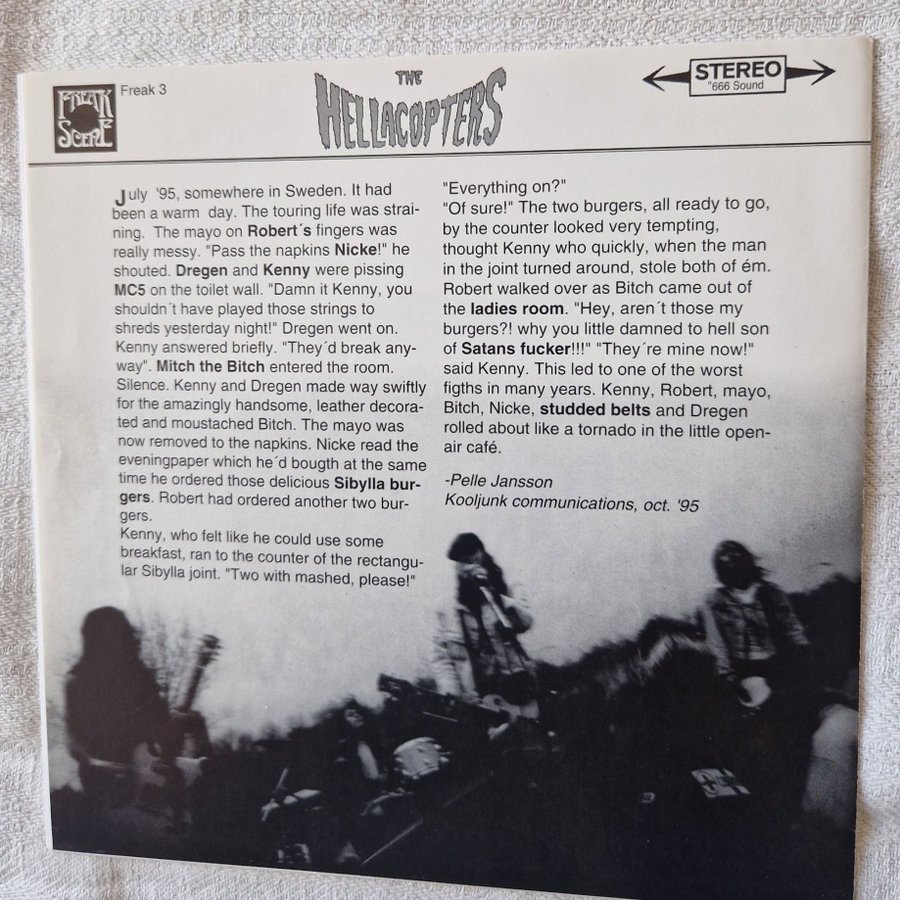 FREAK SCENE
Freak 3
THE HELLACOPTERS
STEREO
"666 Sound
July '95, somewhere in Sweden. It had
been a warm day. The touring life was strai-
ning. The mayo on Robert´s fingers was
really messy. "Pass the napkins Nicke!" he
shouted. Dregen and Kenny were pissing
MC5 on the toilet wall. "Damn it Kenny, you
shouldn´t have played those strings to
shreds yesterday night!" Dregen went on.
Kenny answered briefly. "They´d break any-
way". Mitch the Bitch entered the room.
Silence. Kenny and Dregen made way swiftly
for the amazingly handsome, leather decora-
ted and moustached Bitch. The mayo was
now removed to the napkins. Nicke read the
eveningpaper which he´d bougth at the same
time he ordered those delicious Sibylla bur-
gers. Robert had ordered another two bur-
gers.
Kenny, who felt like he could use some
breakfast, ran to the counter of the rectangu-
lar Sibylla joint. "Two with mashed, please!"
"Everything on?"
"Of sure!" The two burgers, all ready to go,
by the counter looked very tempting,
thought Kenny who quickly, when the man
in the joint turned around, stole both of ém.
Robert walked over as Bitch came out of
the ladies room. "Hey, aren´t those my
burgers?! why you little damned to hell son
of Satans fucker!!!" "They´re mine now!"
said Kenny. This led to one of the worst
figths in many years. Kenny, Robert, mayo,
Bitch, Nicke, studded belts and Dregen
rolled about like a tornado in the little open-
air café.
-Pelle Jansson
Kooljunk communications, oct. '95